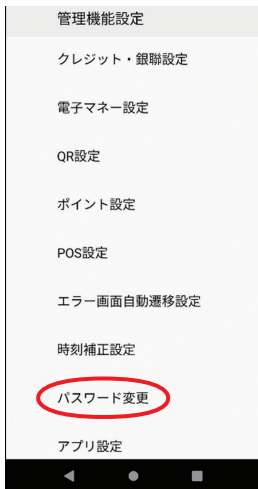 管理機能設定
クレジット・銀聯設定
電子マネー設定
QR設定
ポイント設定
POS設定
エラー画面自動遷移設定
時刻補正設定
パスワード変更
アプリ設定